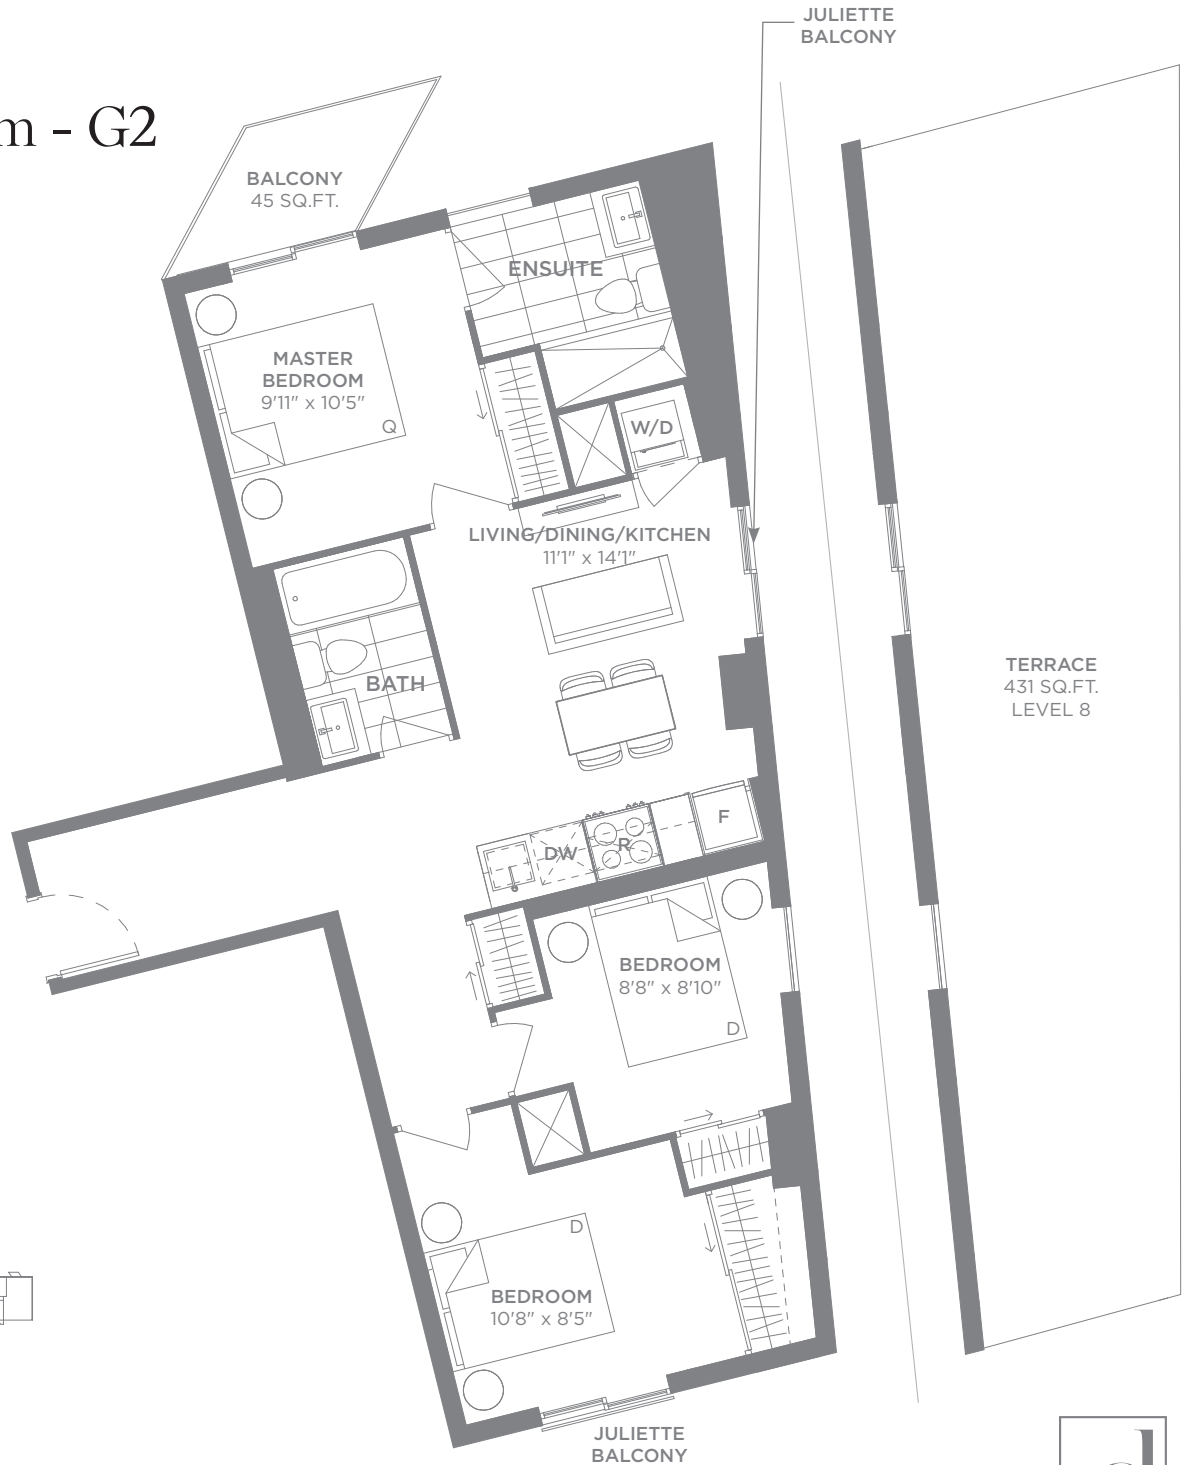 JULIETTE
BALCONY
m - G2
BALCONY
45 SQ.FT.
ENSUITE
MASTER
BEDROOM
9'11" x 10'5"
Q
W/D
LIVING/DINING/KITCHEN
11'1" x 14'1"
BATH
TERRACE
431 SQ.FT.
LEVEL 8
DW
R
F
BEDROOM
8'8" x 8'10"
D
D
BEDROOM
10'8" x 8'5"
JULIETTE
BALCONY
d